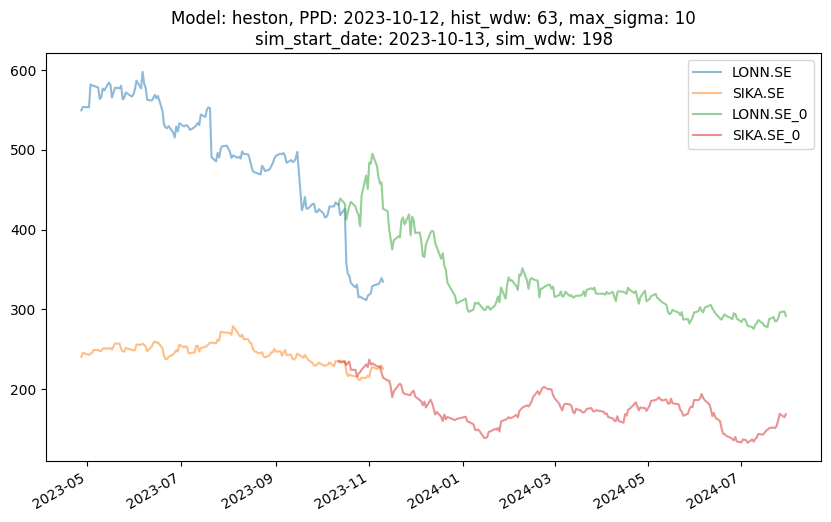 Model: heston, PPD: 2023-10-12, hist_wdw: 63, max_sigma: 10
sim_start_date: 2023-10-13, sim_wdw: 198
LONN.SE
SIKA.SE
LONN.SE_0
SIKA.SE_0
600
500
400
300
200
2023-05
2023-07
2023-09
2023-11
2024-01
2024-03
2024-05
2024-07